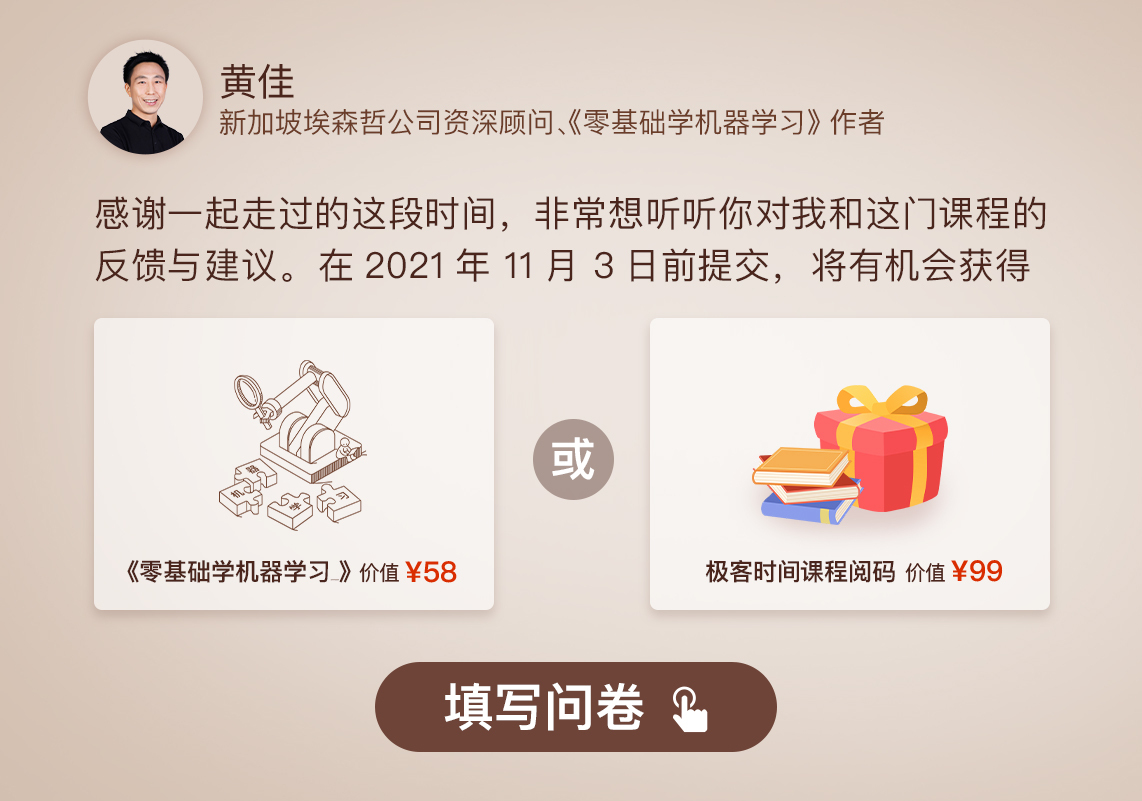 黄佳
新加坡埃森哲公司资深顾问、《零基础学机器学习》作者
感谢一起走过的这段时间，非常想听听你对我和这门课程的
反馈与建议。在 2021 年 11 月 3 日前提交，将有机会获得
或
《零基础学机器学习...》价值 ¥58
极客时间课程阅码 价值 ¥99
填写问卷